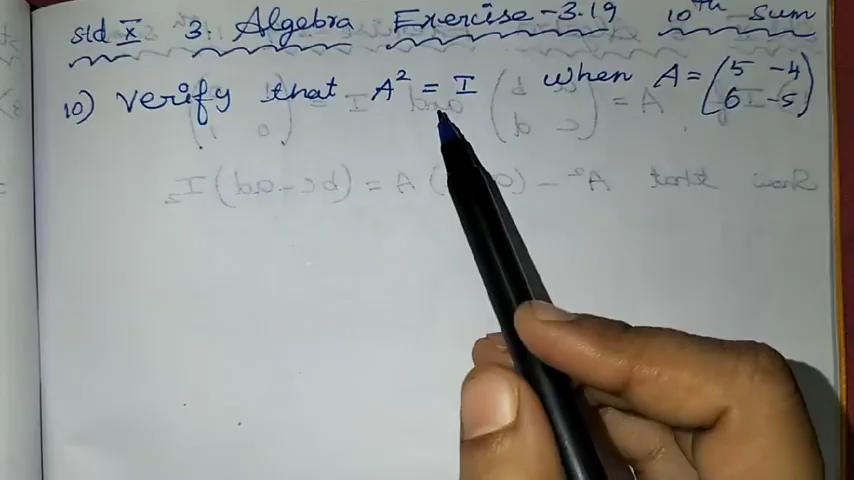 std X 3. Algebra Exercise-3.19 10th Sum
10) Verify that A² = I when A = (5 -4
6 -5)